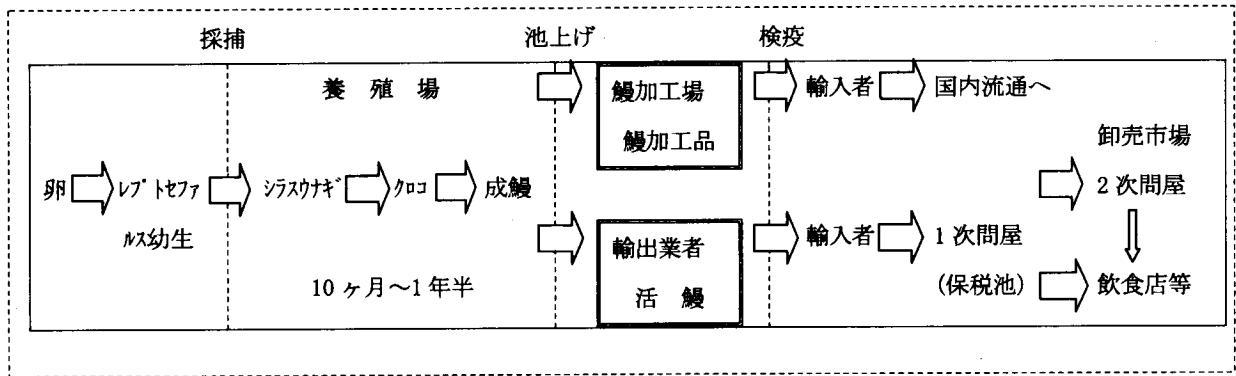 採捕
池上げ
検疫
養 殖 場
卵
レプトセファ
ルス幼生
シラスウナギ
クロコ
成鰻
10ヶ月〜1年半
鰻加工場
鰻加工品
輸入者
国内流通へ
輸出業者
活 鰻
輸入者
1次問屋
(保税池)
卸売市場
2次問屋
飲食店等